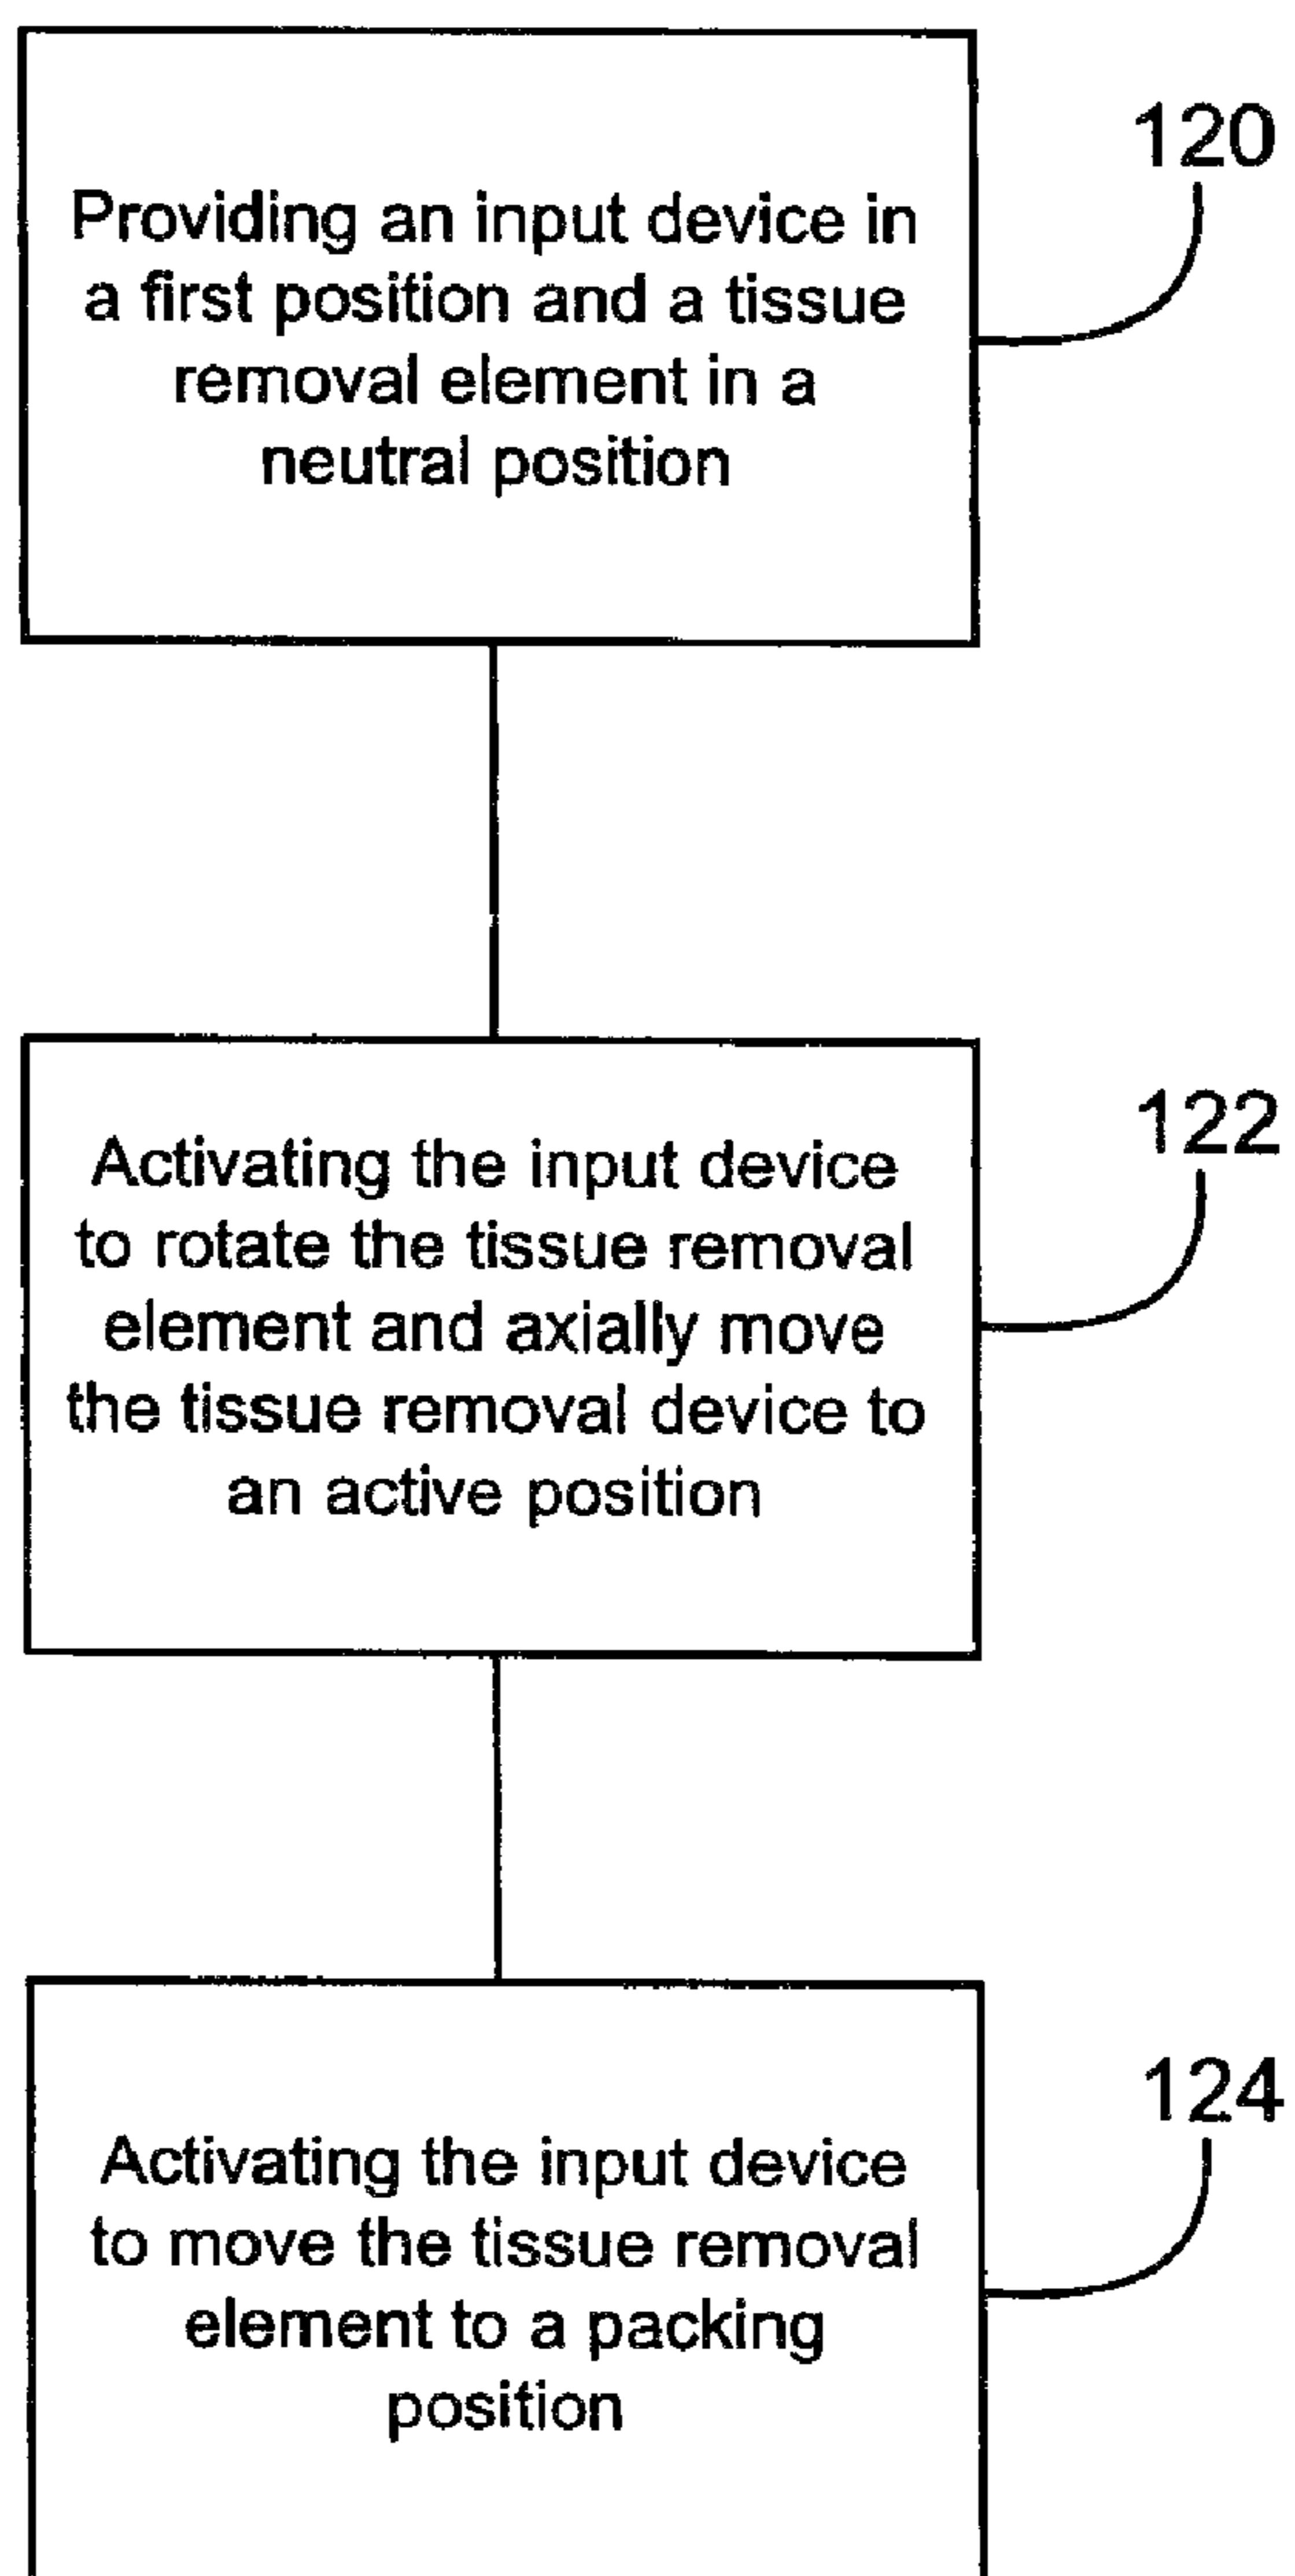 120
Providing an input device in
a first position and a tissue
removal element in a
neutral position
122
Activating the input device
to rotate the tissue removal
element and axially move
the tissue removal device to
an active position
124
Activating the input device
to move the tissue removal
element to a packing
position